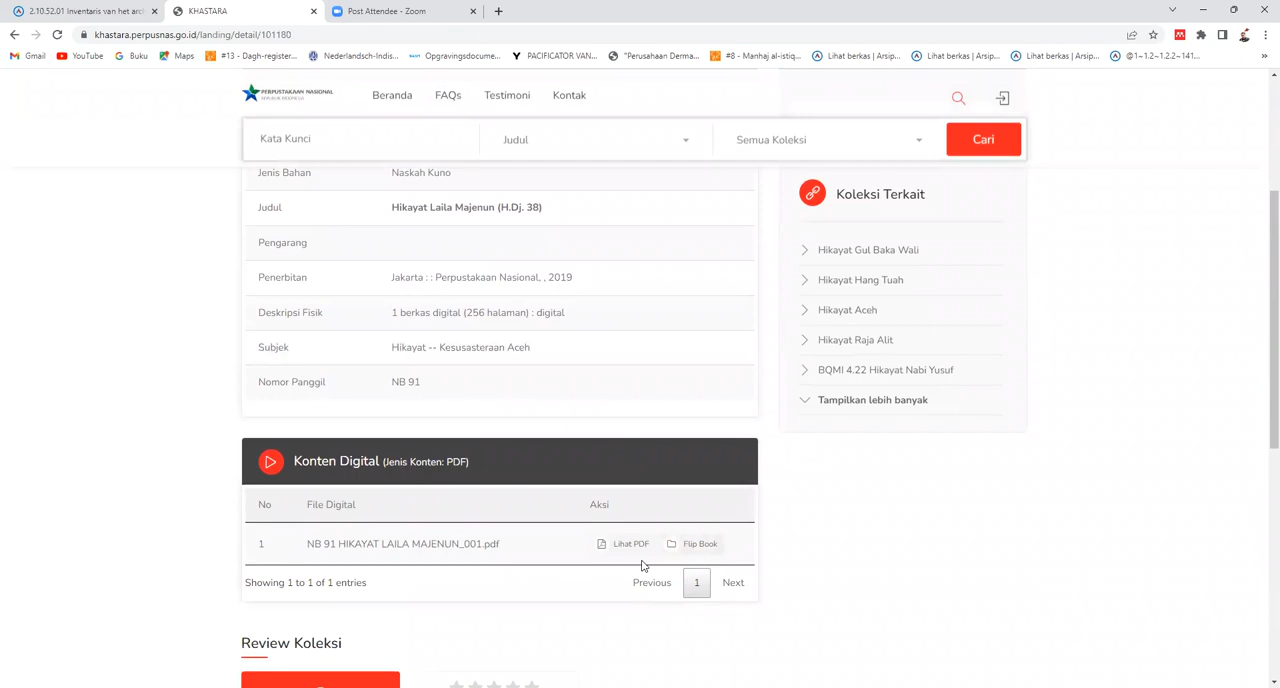 2.10.52.01 Inventaris van het arch
KHASTARA
Post Attendee - Zoom
khastara.perpusnas.go.id/landing/detail/101180
Gmail
YouTube
Buku
Maps
#13 - Dagh-register...
Nederlandsch-Indis...
Opgravingsdocumen...
PACIFICATOR VAN...
"Perusahaan Derma...
#8 - Manhaj al-istiq...
Lihat berkas | Arsip...
Lihat berkas | Arsip...
Lihat berkas | Arsip...
@1~1.2~1.2.2~141...
PERPUSTAKAAN NASIONAL
REPUBLIK INDONESIA
Beranda
FAQs
Testimoni
Kontak
Kata Kunci
Judul
Semua Koleksi
Cari
Jenis Bahan
Naskah Kuno
Judul
Hikayat Laila Majenun (H.Dj. 38)
Pengarang
Penerbitan
Jakarta : : Perpustakaan Nasional, , 2019
Deskripsi Fisik
1 berkas digital (256 halaman) : digital
Subjek
Hikayat -- Kesusasteraan Aceh
Nomor Panggil
NB 91
Koleksi Terkait
Hikayat Gul Baka Wali
Hikayat Hang Tuah
Hikayat Aceh
Hikayat Raja Alit
BQMI 4.22 Hikayat Nabi Yusuf
Tampilkan lebih banyak
Konten Digital (Jenis Konten: PDF)
No
File Digital
Aksi
1
NB 91 HIKAYAT LAILA MAJENUN_001.pdf
Lihat PDF
Flip Book
Showing 1 to 1 of 1 entries
Previous
1
Next
Review Koleksi